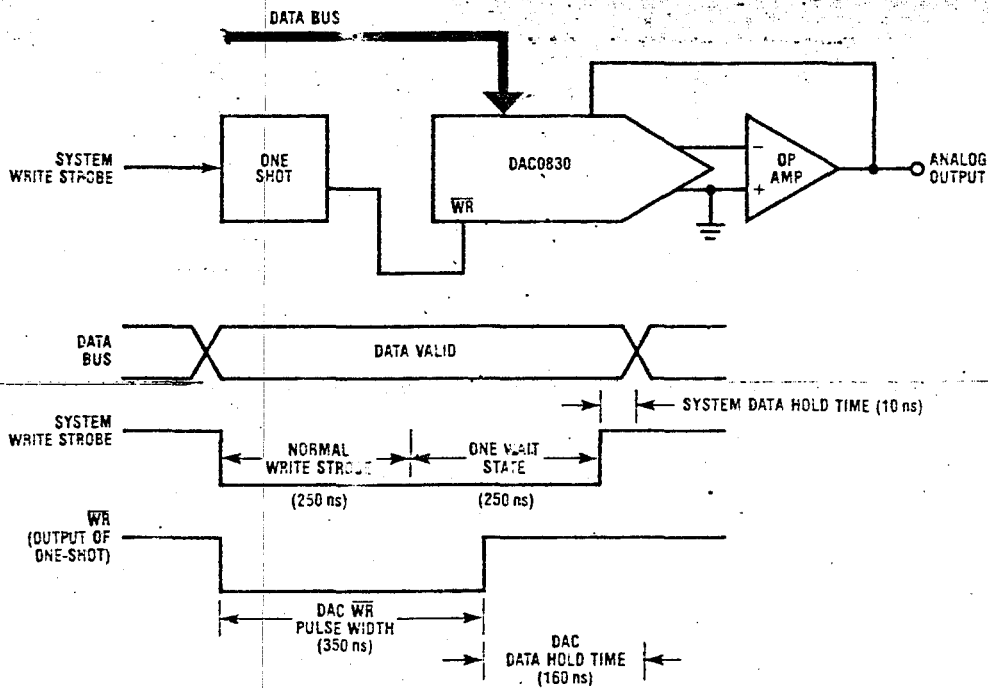 DATA BUS
SYSTEM
WRITE STROBE
ONE
SHOT
DAC0830
WR
−
OP
AMP
+
ANALOG
OUTPUT
DATA
BUS
DATA VALID
SYSTEM DATA HOLD TIME (10 ns)
SYSTEM
WRITE STROBE
NORMAL
WRITE STROBE
(250 ns)
ONE WAIT
STATE
(250 ns)
WR
(OUTPUT OF
ONE-SHOT)
DAC WR
PULSE WIDTH
(350 ns)
DAC
DATA HOLD TIME
(160 ns)